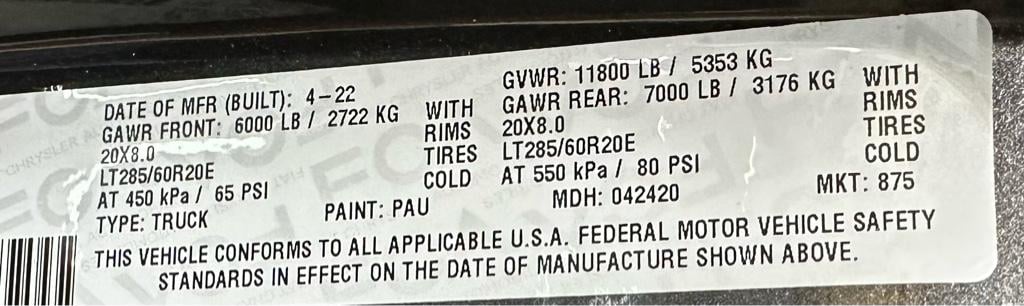 DATE OF MFR (BUILT): 4-22 GVWR: 11800 LB / 5353 KG
GAWR FRONT: 6000 LB / 2722 KG WITH GAWR REAR: 7000 LB / 3176 KG WITH
20X8.0 RIMS 20X8.0 RIMS
LT285/60R20E TIRES LT285/60R20E TIRES
AT 450 kPa / 65 PSI COLD AT 550 kPa / 80 PSI COLD
TYPE: TRUCK PAINT: PAU MDH: 042420 MKT: 875
THIS VEHICLE CONFORMS TO ALL APPLICABLE U.S.A. FEDERAL MOTOR VEHICLE SAFETY
STANDARDS IN EFFECT ON THE DATE OF MANUFACTURE SHOWN ABOVE.